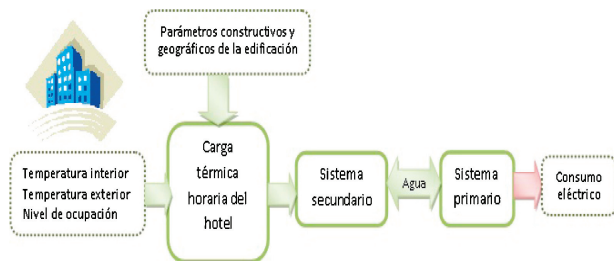 Parámetros constructivos y
geográficos de la edificación
Temperatura interior
Temperatura exterior
Nivel de ocupación
Carga
térmica
horaria del
hotel
Sistema
secundario
Agua
Sistema
primario
Consumo
eléctrico